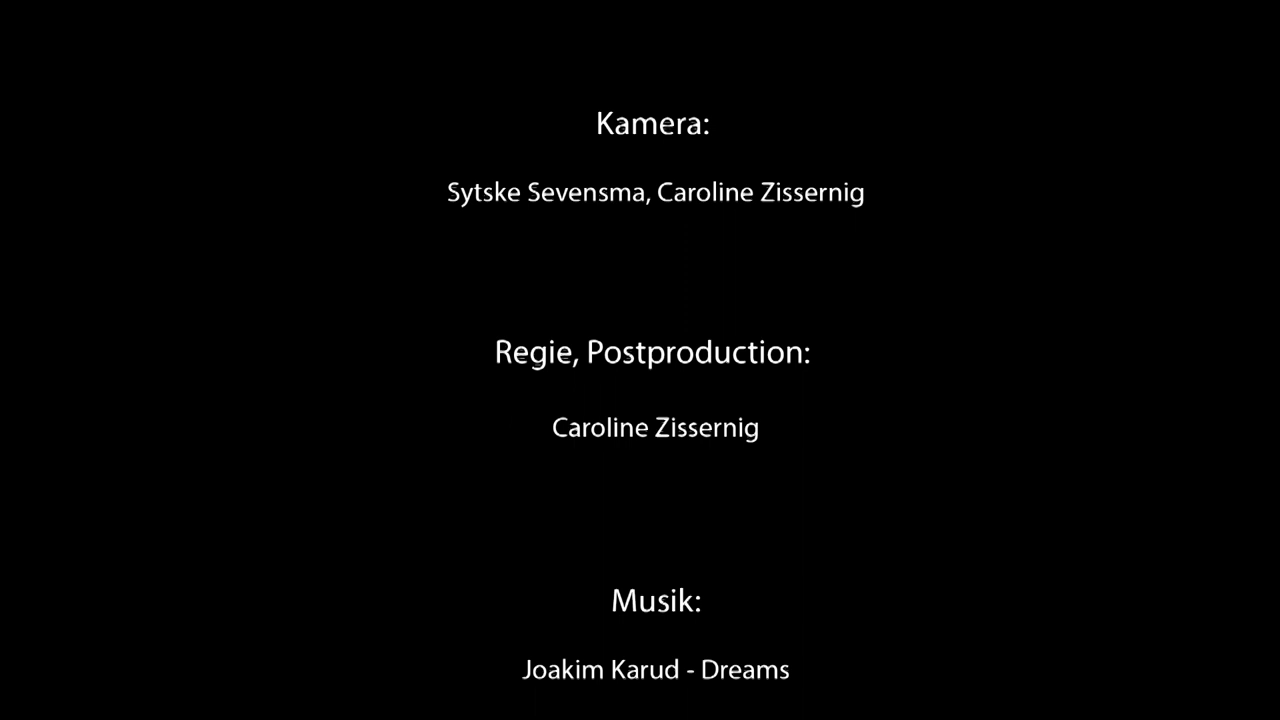 Kamera:
Sytske Sevensma, Caroline Zissernig
Regie, Postproduction:
Caroline Zissernig
Musik:
Joakim Karud - Dreams